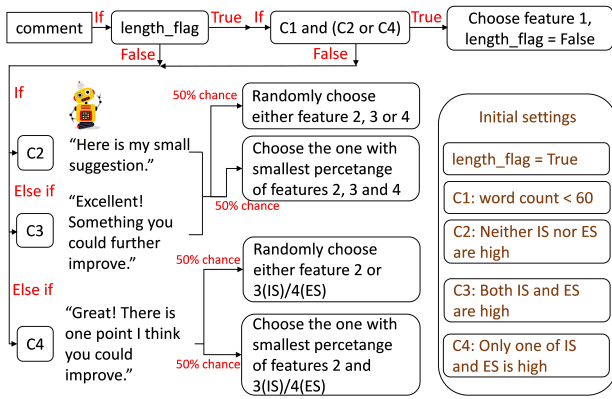 comment
If
length_flag
True
If
C1 and (C2 or C4)
True
Choose feature 1,
length_flag = False
False
False
If
C2
"Here is my small
suggestion."
50% chance
Randomly choose
either feature 2, 3 or 4
Choose the one with
smallest percetange
of features 2, 3 and 4
50% chance
Else if
C3
"Excellent!
Something you
could further
improve."
Else if
C4
"Great! There is
one point I think
you could
improve."
50% chance
Randomly choose
either feature 2 or
3(IS)/4(ES)
Choose the one with
smallest percetange
of features 2 and
3(IS)/4(ES)
50% chance
Initial settings
length_flag = True
C1: word count < 60
C2: Neither IS nor ES
are high
C3: Both IS and ES
are high
C4: Only one of IS
and ES is high